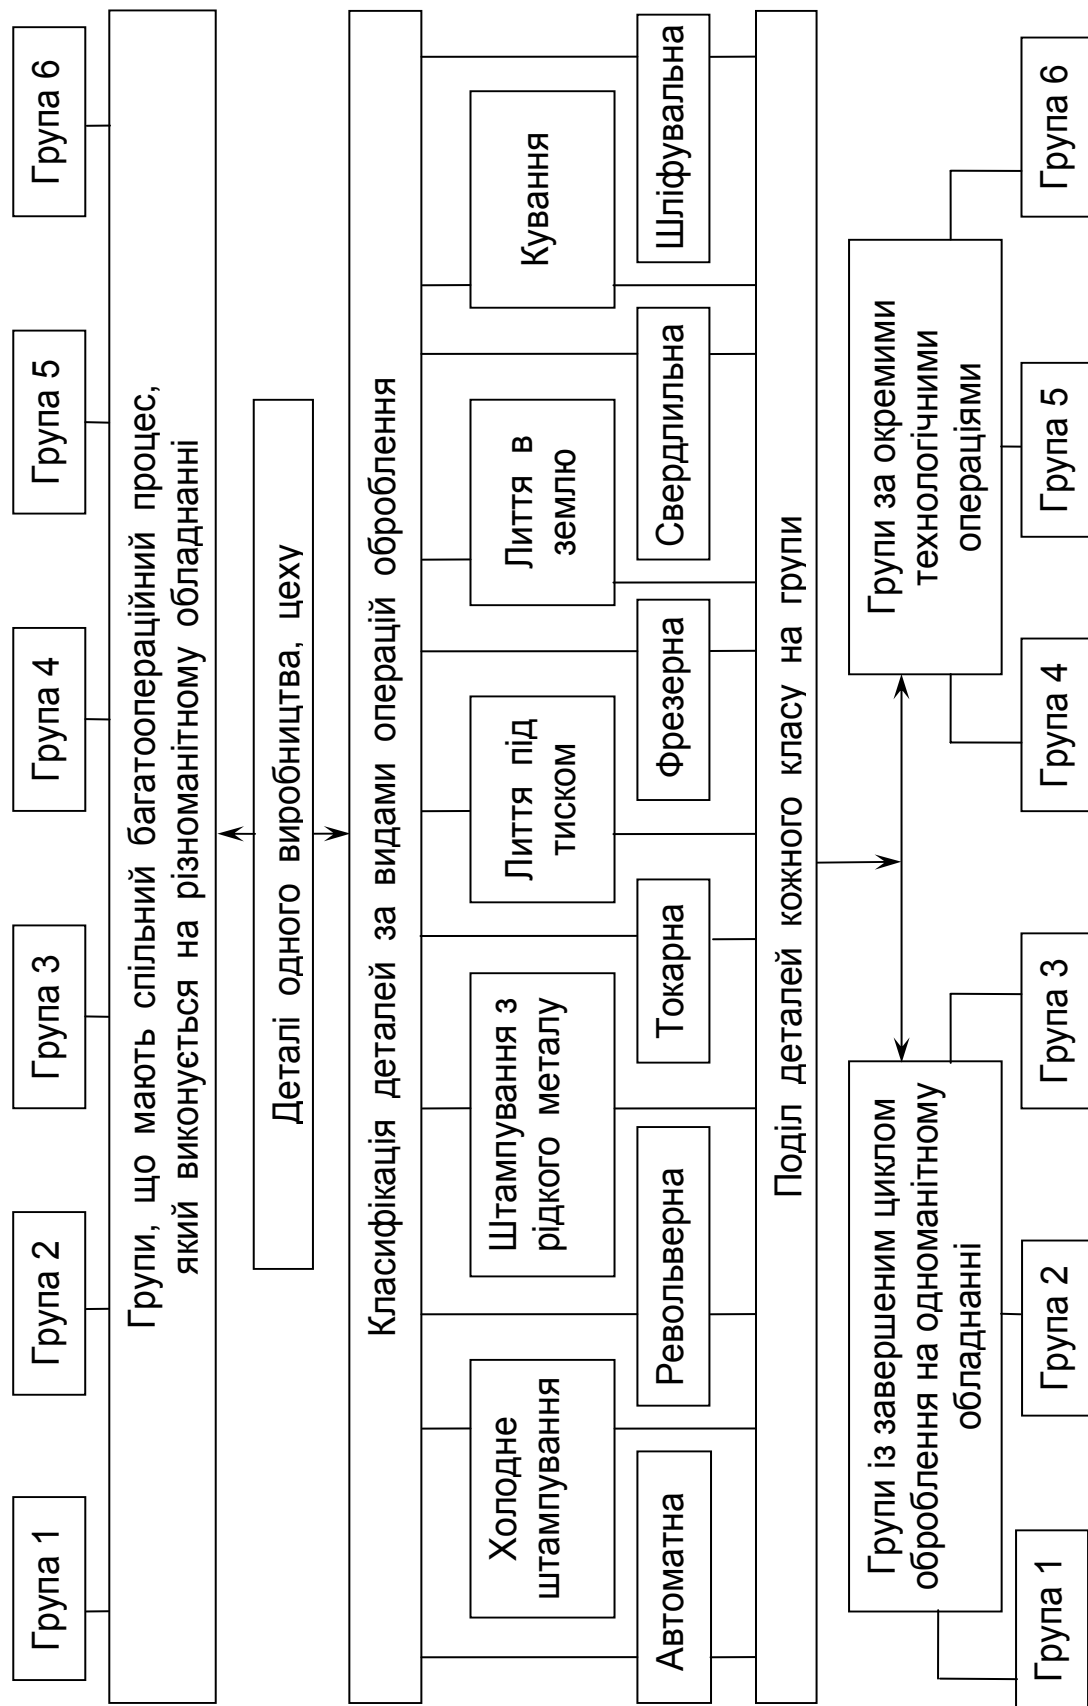 Група 1
Група 2
Група 3
Група 4
Група 5
Група 6
Групи, що мають спільний багатоопераційний процес,
який виконується на різноманітному обладнанні
Деталі одного виробництва, цеху
Класифікація деталей за видами операцій оброблення
Холодне
штампування
Штампування з
рідкого металу
Лиття під
тиском
Лиття в
землю
Кування
Автоматна
Револьверна
Токарна
Фрезерна
Свердлильна
Шліфувальна
Поділ деталей кожного класу на групи
Групи із завершеним циклом
оброблення на одноманітному
обладнанні
Групи за окремими
технологічними
операціями
Група 1
Група 2
Група 3
Група 4
Група 5
Група 6